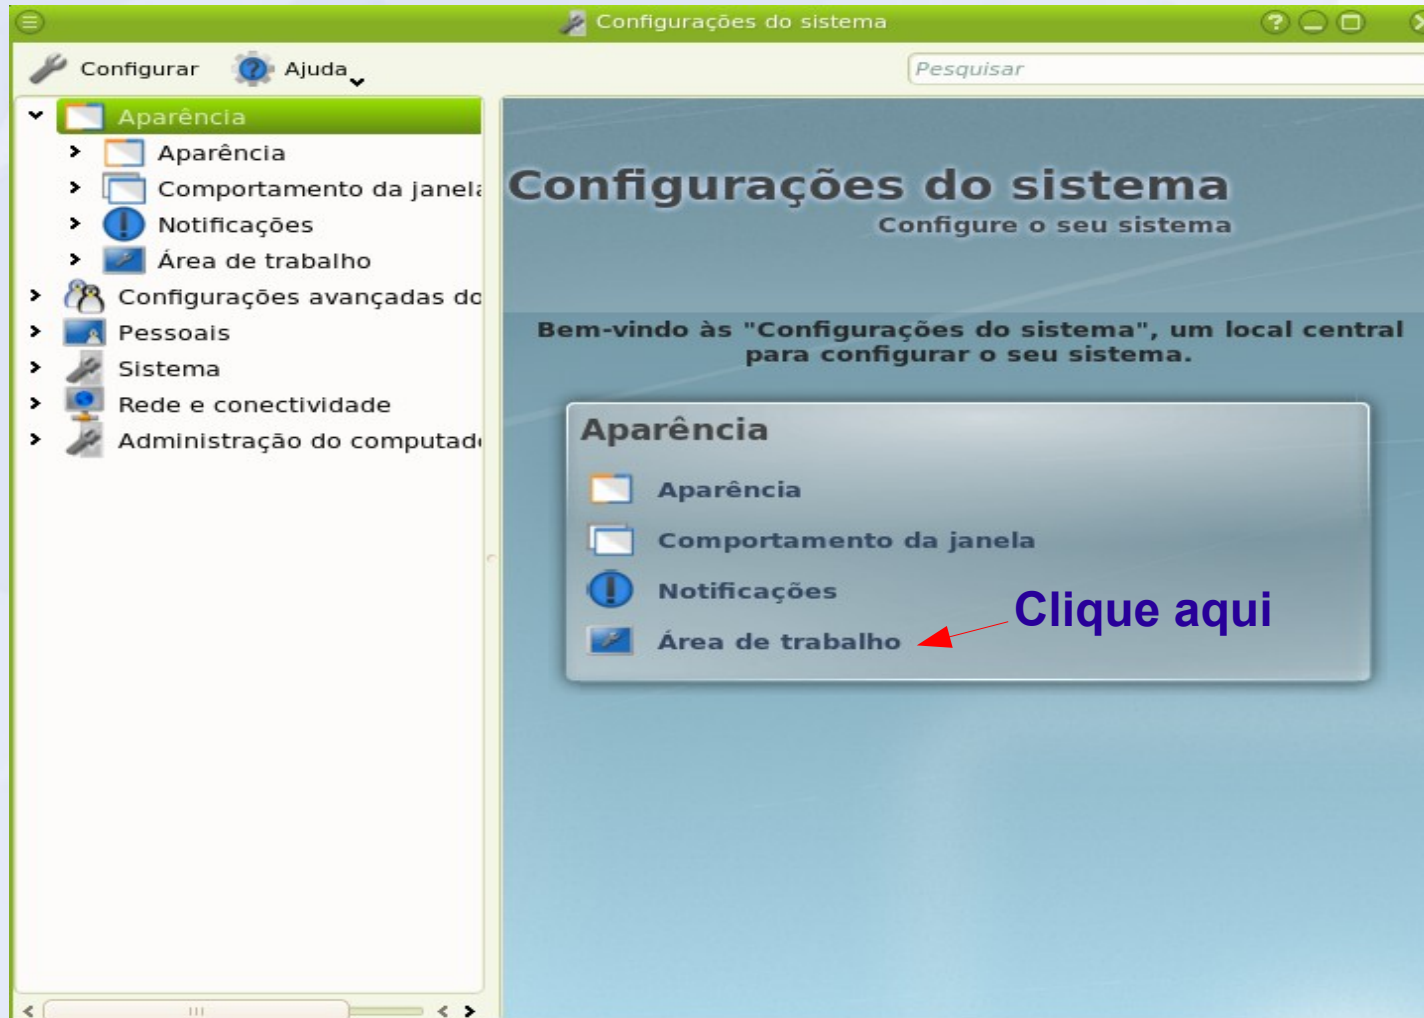 Configurações do sistema
Configurar Ajuda Pesquisar
Aparência
Aparência
Comportamento da janela
Notificações
Área de trabalho
Configurações avançadas do
Pessoais
Sistema
Rede e conectividade
Administração do computad
Configurações do sistema
Configure o seu sistema
Bem-vindo às "Configurações do sistema", um local central
para configurar o seu sistema.
Aparência
Aparência
Comportamento da janela
Notificações
Clique aqui
Área de trabalho